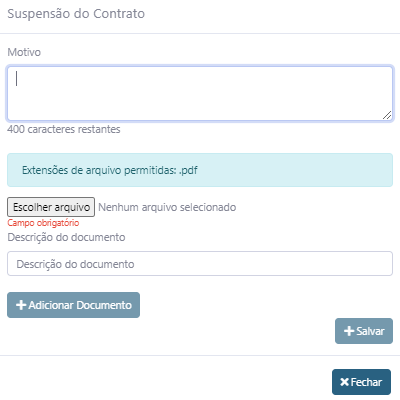 Suspensão do Contrato
Motivo
400 caracteres restantes
Extensões de arquivo permitidas: .pdf
Escolher arquivo Nenhum arquivo selecionado
Campo obrigatório
Descrição do documento
Descrição do documento
Adicionar Documento
Salvar
Fechar